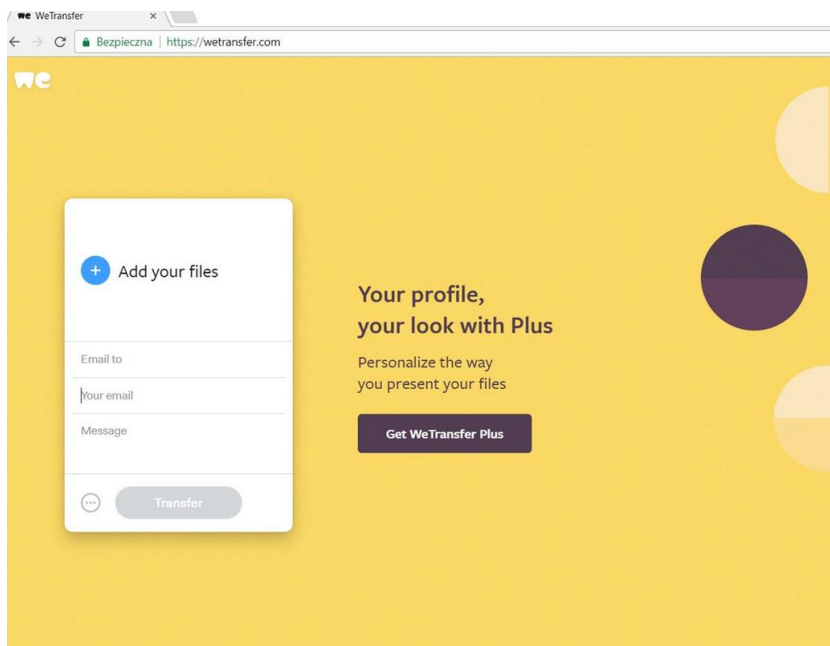 we WeTransfer
Bezpieczna | https://wetransfer.com
we
Add your files
Email to
Your email
Message
Transfer
Your profile,
your look with Plus
Personalize the way
you present your files
Get WeTransfer Plus